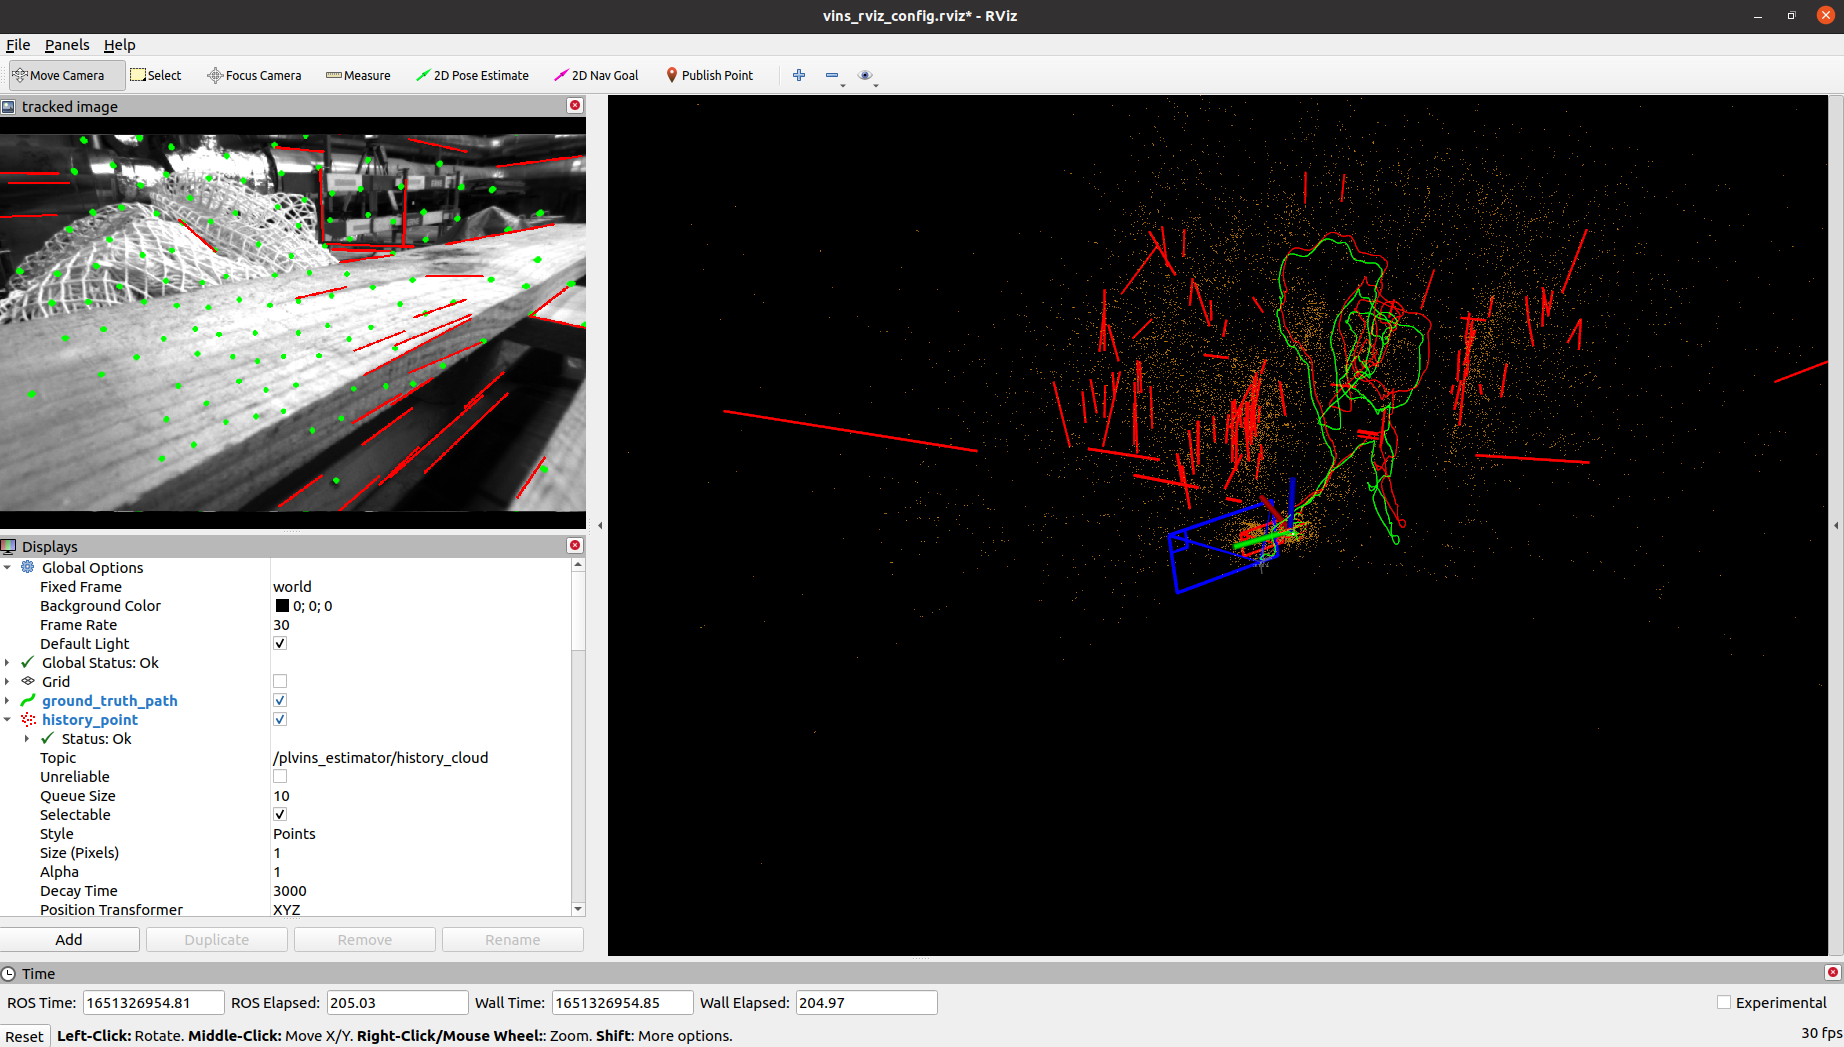 vins_rviz_config.rviz* - RViz
File Panels Help
Move Camera Select Focus Camera Measure 2D Pose Estimate 2D Nav Goal Publish Point
tracked image
Displays
Global Options
Fixed Frame world
Background Color 0; 0; 0
Frame Rate 30
Default Light
Global Status: Ok
Grid
ground_truth_path
history_point
Status: Ok
Topic /plvins_estimator/history_cloud
Unreliable
Queue Size 10
Selectable
Style Points
Size (Pixels) 1
Alpha 1
Decay Time 3000
Position Transformer XYZ
Add Duplicate Remove Rename
Time
ROS Time: 1651326954.81 ROS Elapsed: 205.03 Wall Time: 1651326954.85 Wall Elapsed: 204.97 Experimental
Reset Left-Click: Rotate. Middle-Click: Move X/Y. Right-Click/Mouse Wheel:: Zoom. Shift: More options. 30 fps